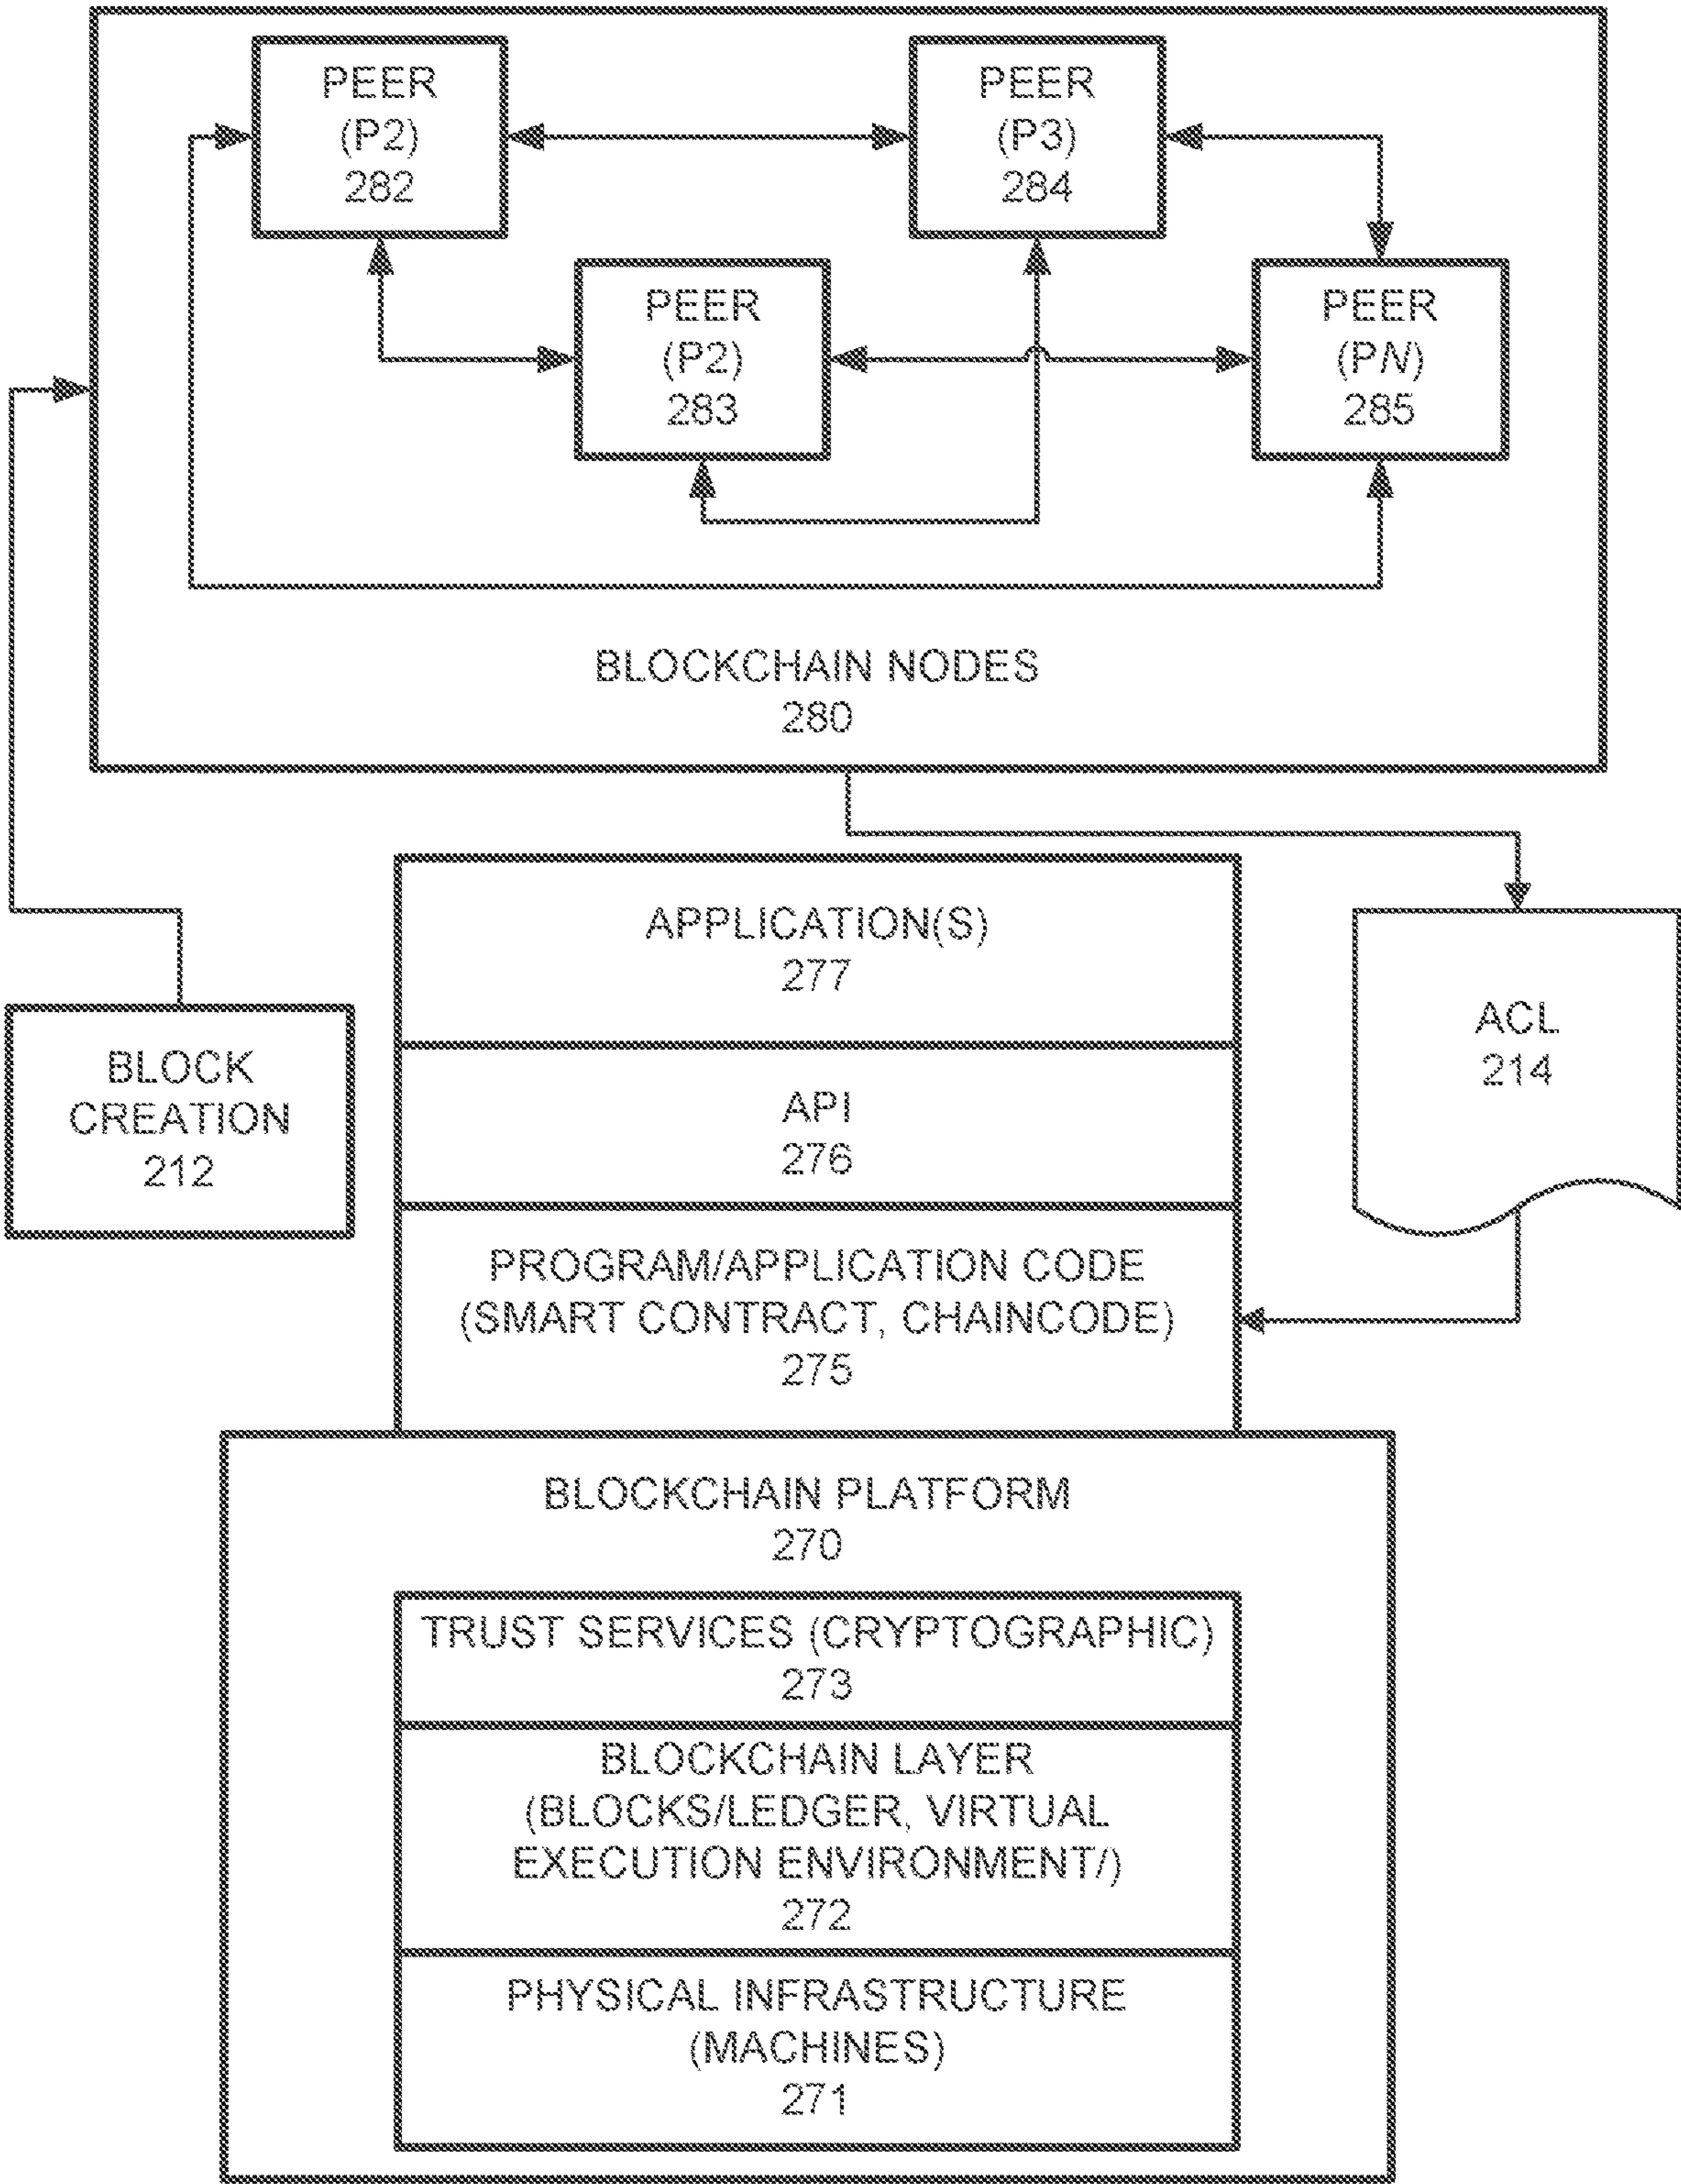 PEER
(P2)
282
PEER
(P3)
284
PEER
(P2)
283
PEER
(PN)
285
BLOCKCHAIN NODES
280
APPLICATION(S)
277
API
276
PROGRAM/APPLICATION CODE
(SMART CONTRACT, CHAINCODE)
275
BLOCK
CREATION
212
ACL
214
BLOCKCHAIN PLATFORM
270
TRUST SERVICES (CRYPTOGRAPHIC)
273
BLOCKCHAIN LAYER
(BLOCKS/LEDGER, VIRTUAL
EXECUTION ENVIRONMENT/)
272
PHYSICAL INFRASTRUCTURE
(MACHINES)
271